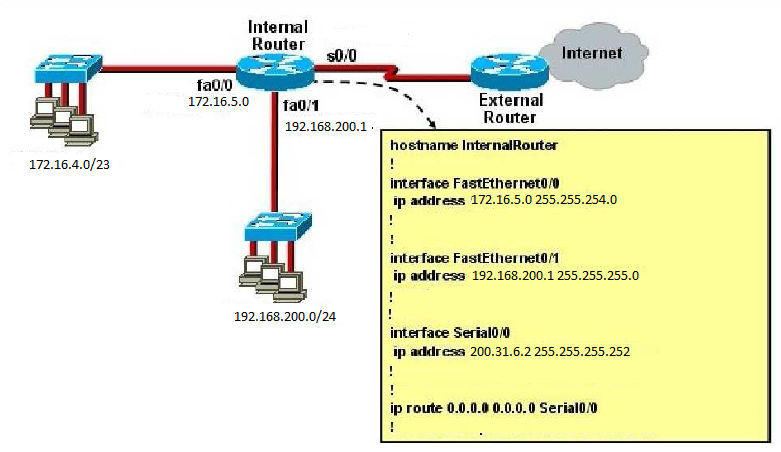 Internal
Router
s0/0
Internet
fa0/0
172.16.5.0
fa0/1
192.168.200.1 .
External
Router
172.16.4.0/23
192.168.200.0/24
hostname InternalRouter
!
interface FastEthernet0/0
ip address 172.16.5.0 255.255.254.0
!
!
interface FastEthernet0/1
ip address 192.168.200.1 255.255.255.0
!
!
interface Serial0/0
ip address 200.31.6.2 255.255.255.252
!
!
ip route 0.0.0.0 0.0.0.0 Serial0/0
!